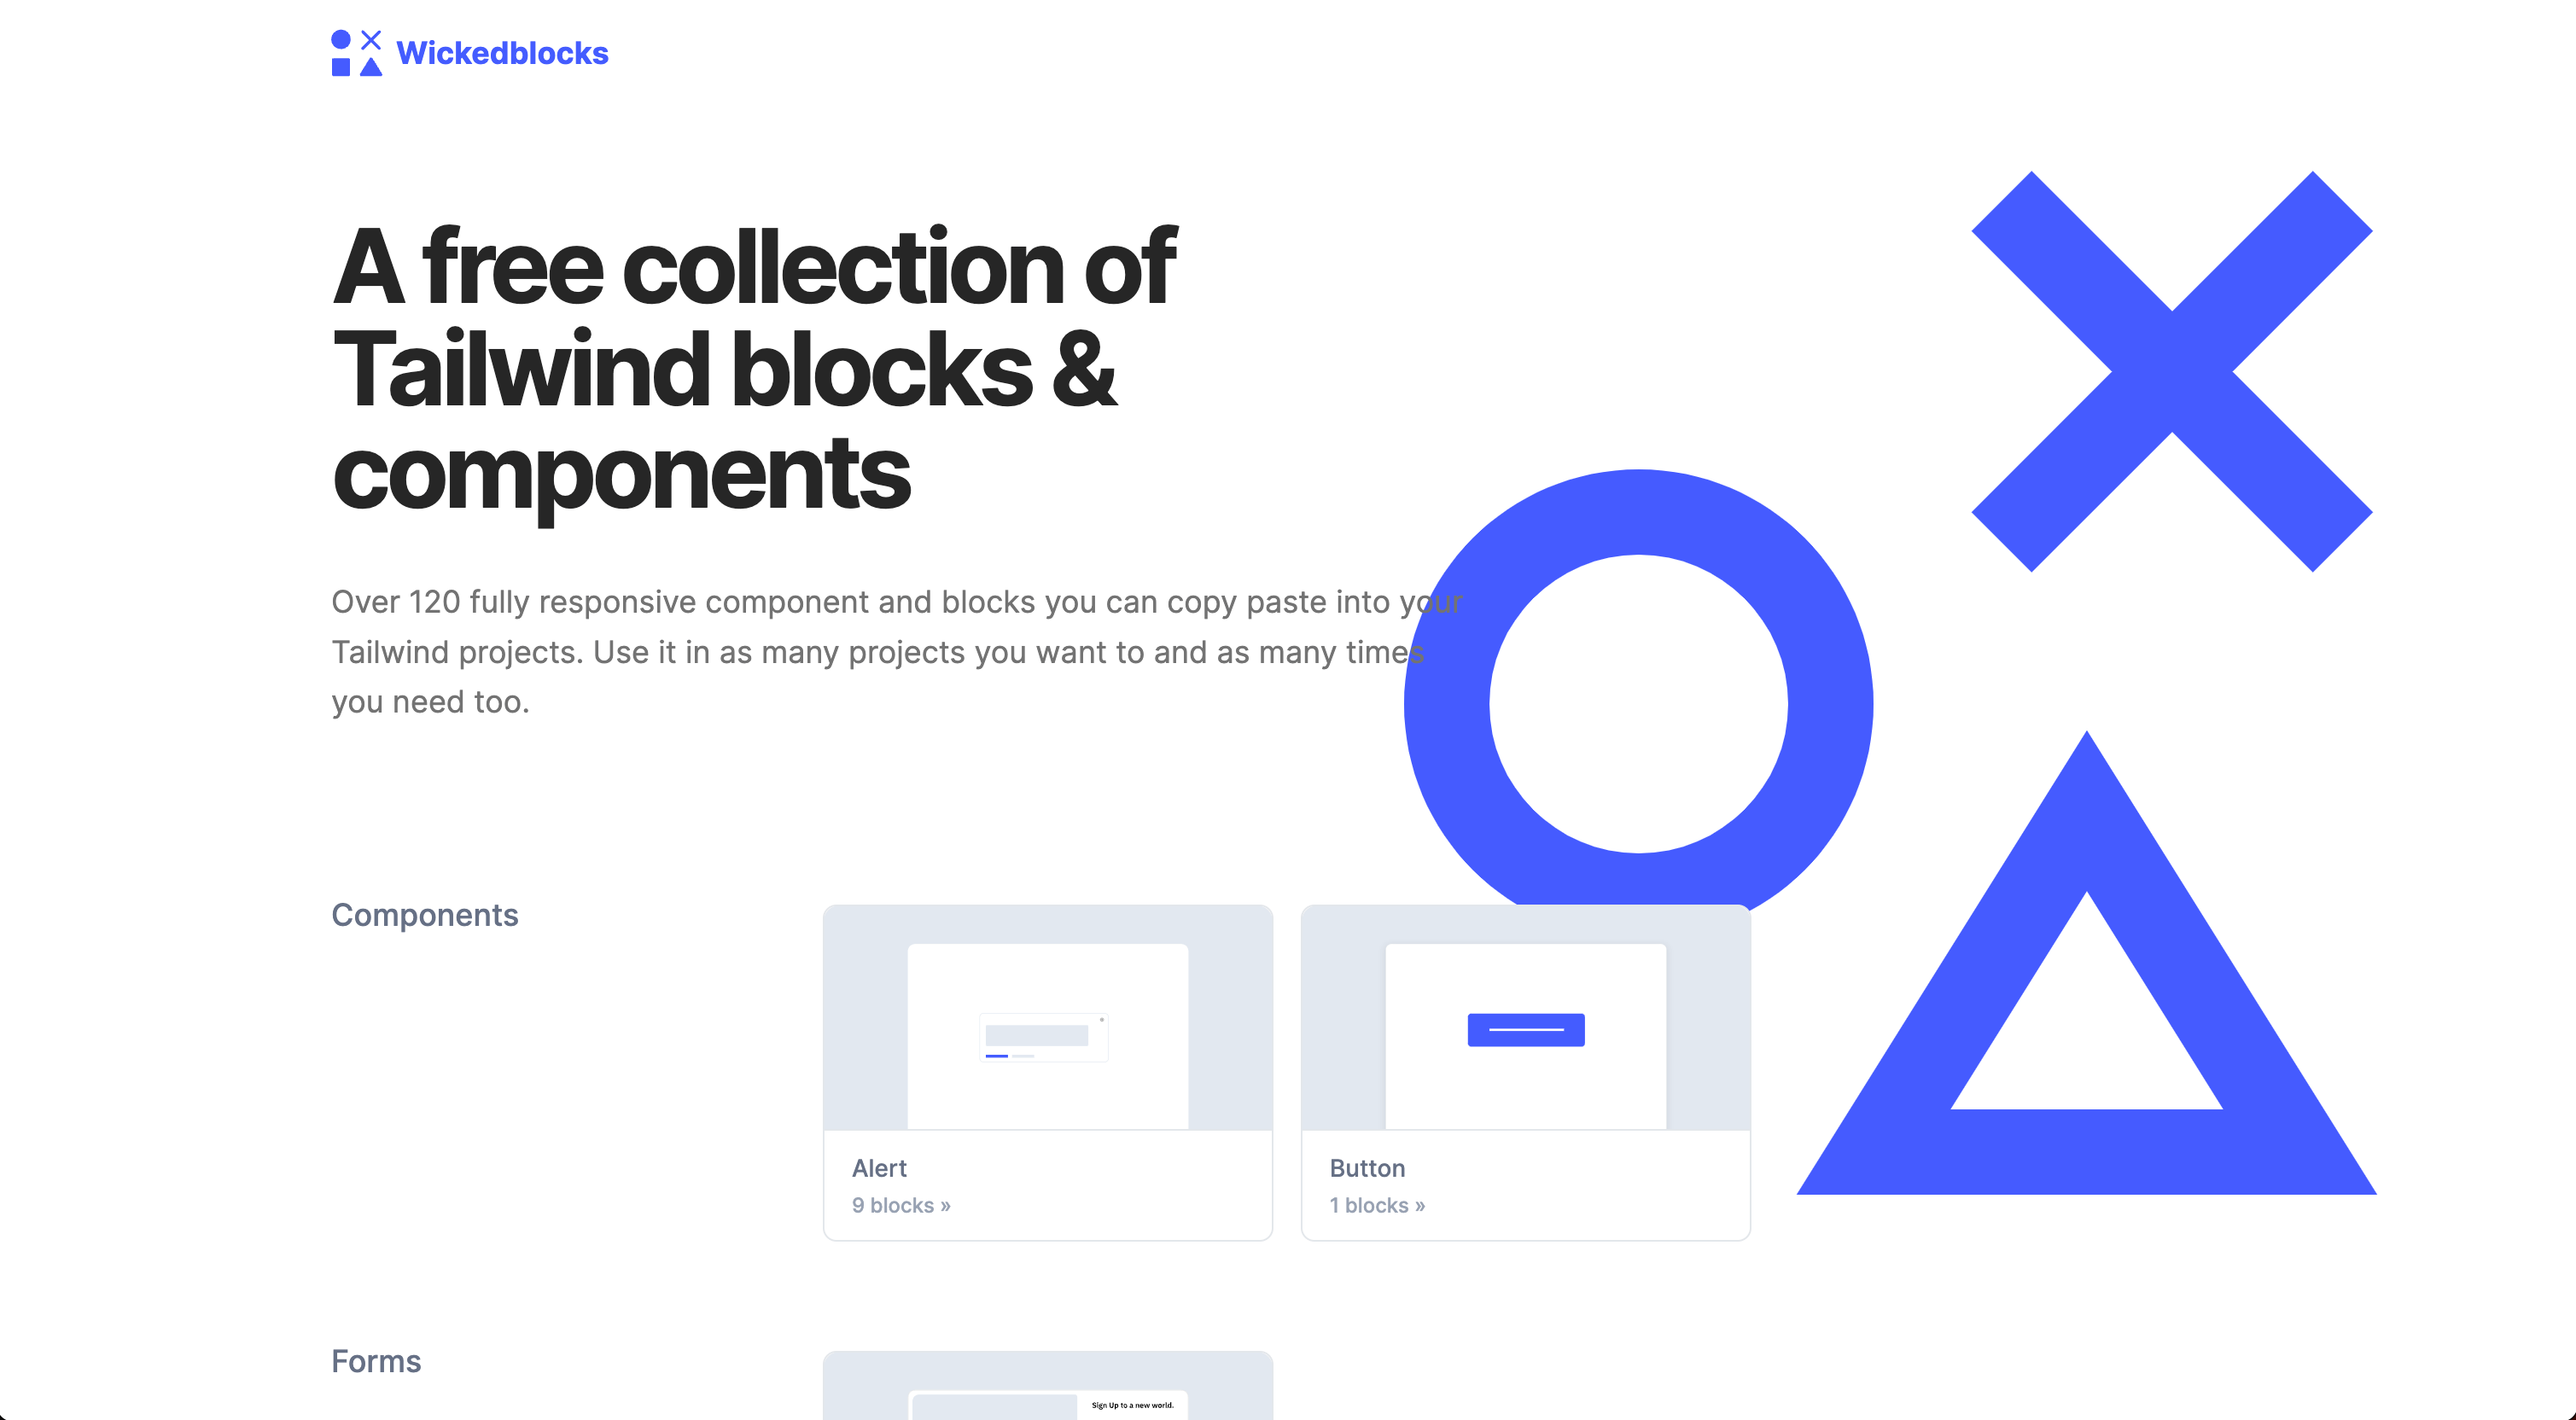 Wickedblocks
A free collection of
Tailwind blocks &
components
Over 120 fully responsive component and blocks you can copy paste into your
Tailwind projects. Use it in as many projects you want to and as many times
you need too.
Components
Alert
9 blocks »
Button
1 blocks »
Forms
Sign Up to a new world.